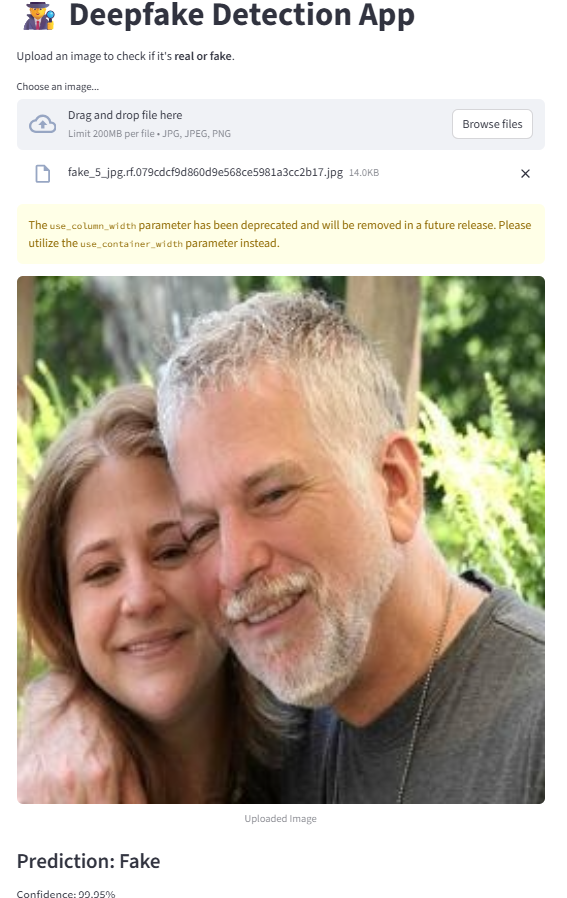 Deepfake Detection App
Upload an image to check if it's real or fake.
Choose an image...
Drag and drop file here
Limit 200MB per file • JPG, JPEG, PNG
Browse files
fake_5_jpg.rf.079cdcf9d860d9e568ce5981a3cc2b17.jpg 14.0KB
The use_column_width parameter has been deprecated and will be removed in a future release. Please
utilize the use_container_width parameter instead.
Uploaded Image
Prediction: Fake
Confidence: 99.95%